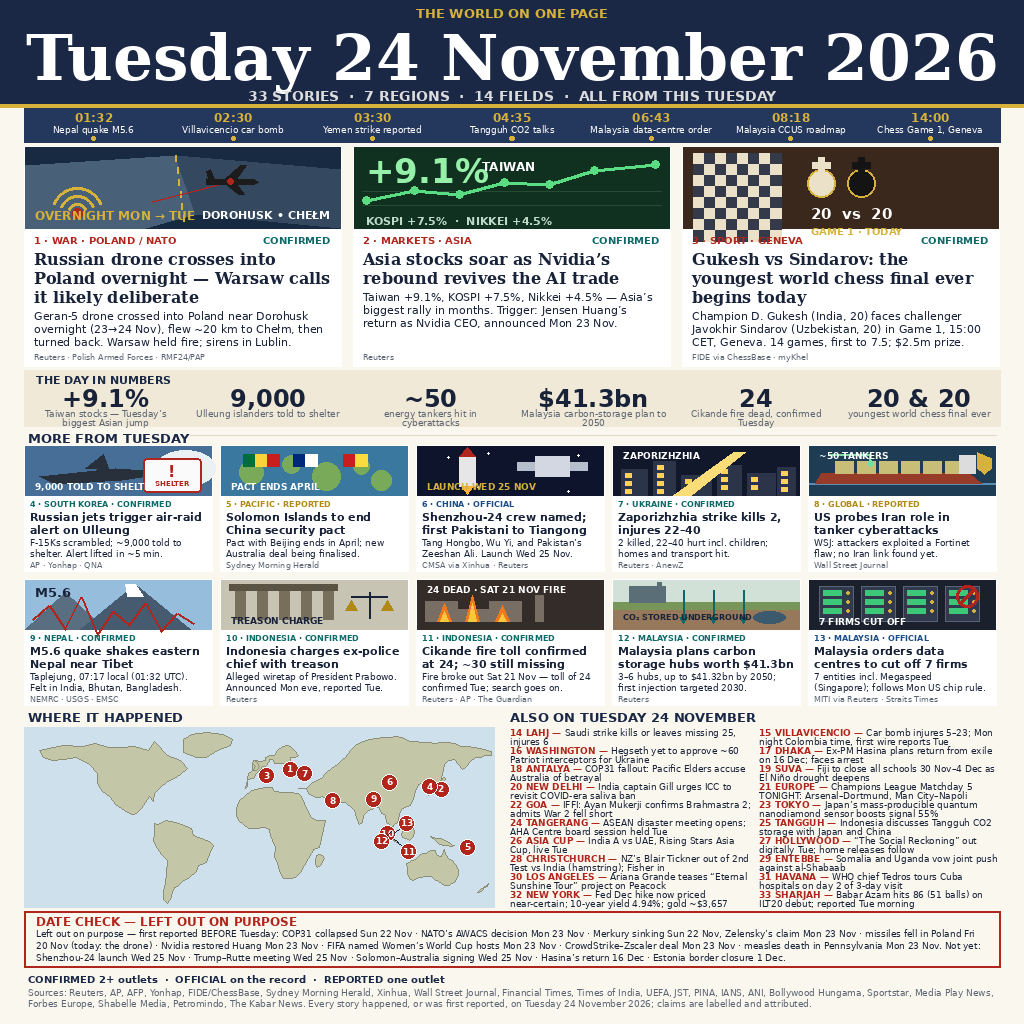 THE WORLD ON ONE PAGE
Tuesday 24 November 2026
33 STORIES · 7 REGIONS · 14 FIELDS · ALL FROM THIS TUESDAY
01:32
Nepal quake M5.6
02:30
Villavicencio car bomb
03:30
Yemen strike reported
04:35
Tangguh CO2 talks
06:43
Malaysia data-centre order
08:18
Malaysia CCUS roadmap
14:00
Chess Game 1, Geneva
OVERNIGHT MON → TUE
DOROHUSK • CHEŁM
1 · WAR · POLAND / NATO
CONFIRMED
Russian drone crosses into
Poland overnight — Warsaw calls
it likely deliberate
Geran-5 drone crossed into Poland near Dorohusk
overnight (23→24 Nov), flew ~20 km to Chełm, then
turned back. Warsaw held fire; sirens in Lublin.
Reuters · Polish Armed Forces · RMF24/PAP
+9.1%
TAIWAN
KOSPI +7.5% · NIKKEI +4.5%
2 · MARKETS · ASIA
CONFIRMED
Asia stocks soar as Nvidia’s
rebound revives the AI trade
Taiwan +9.1%, KOSPI +7.5%, Nikkei +4.5% — Asia’s
biggest rally in months. Trigger: Jensen Huang’s
return as Nvidia CEO, announced Mon 23 Nov.
Reuters
20 vs 20
GAME 1 · TODAY
3 · SPORT · GENEVA
CONFIRMED
Gukesh vs Sindarov: the
youngest world chess final ever
begins today
Champion D. Gukesh (India, 20) faces challenger
Javokhir Sindarov (Uzbekistan, 20) in Game 1, 15:00
CET, Geneva. 14 games, first to 7.5; $2.5m prize.
FIDE via ChessBase · myKhel
THE DAY IN NUMBERS
+9.1%
Taiwan stocks — Tuesday’s
biggest Asian jump
9,000
Ulleung islanders told to shelter
~50
energy tankers hit in
cyberattacks
$41.3bn
Malaysia carbon-storage plan to
2050
24
Cikande fire dead, confirmed
Tuesday
20 & 20
youngest world chess final ever
MORE FROM TUESDAY
9,000 TOLD TO SHELTER
!
SHELTER
4 · SOUTH KOREA · CONFIRMED
Russian jets trigger air-raid
alert on Ulleung
F-15Ks scrambled; ~9,000 told to
shelter. Alert lifted in ~5 min.
AP · Yonhap · QNA
PACT ENDS APRIL
5 · PACIFIC · REPORTED
Solomon Islands to end
China security pact
Pact with Beijing ends in April; new
Australia deal being finalised.
Sydney Morning Herald
LAUNCH WED 25 NOV
6 · CHINA · OFFICIAL
Shenzhou-24 crew named;
first Pakistani to Tiangong
Tang Hongbo, Wu Yi, and Pakistan’s
Zeeshan Ali. Launch Wed 25 Nov.
CMSA via Xinhua · Reuters
ZAPORIZHZHIA
7 · UKRAINE · CONFIRMED
Zaporizhzhia strike kills 2,
injures 22–40
2 killed, 22–40 hurt incl. children;
homes and transport hit.
Reuters · AnewZ
~50 TANKERS
8 · GLOBAL · REPORTED
US probes Iran role in
tanker cyberattacks
WSJ: attackers exploited a Fortinet
flaw; no Iran link found yet.
Wall Street Journal
M5.6
9 · NEPAL · CONFIRMED
M5.6 quake shakes eastern
Nepal near Tibet
Taplejung, 07:17 local (01:32 UTC).
Felt in India, Bhutan, Bangladesh.
NEMRC · USGS · EMSC
TREASON CHARGE
10 · INDONESIA · CONFIRMED
Indonesia charges ex-police
chief with treason
Alleged wiretap of President Prabowo.
Announced Mon eve, reported Tue.
Reuters
24 DEAD · SAT 21 NOV FIRE
11 · INDONESIA · CONFIRMED
Cikande fire toll confirmed
at 24; ~30 still missing
Fire broke out Sat 21 Nov — toll of 24
confirmed Tue; search goes on.
Reuters · AP · The Guardian
CO₂ STORED UNDERGROUND
12 · MALAYSIA · CONFIRMED
Malaysia plans carbon
storage hubs worth $41.3bn
3–6 hubs, up to $41.32bn by 2050;
first injection targeted 2030.
Reuters
7 FIRMS CUT OFF
13 · MALAYSIA · OFFICIAL
Malaysia orders data
centres to cut off 7 firms
7 entities incl. Megaspeed
(Singapore); follows Mon US chip rule.
MITI via Reuters · Straits Times
WHERE IT HAPPENED
3
1
7
6
4
2
8
9
13
10
12
11
5
ALSO ON TUESDAY 24 NOVEMBER
14 LAHJ — Saudi strike kills or leaves missing 25,
injures 6
15 VILLAVICENCIO — Car bomb injures 5–23; Mon
night Colombia time, first wire reports Tue
16 WASHINGTON — Hegseth yet to approve ~60
Patriot interceptors for Ukraine
17 DHAKA — Ex-PM Hasina plans return from exile
on 16 Dec; faces arrest
18 ANTALYA — COP31 fallout: Pacific Elders accuse
Australia of betrayal
19 SUVA — Fiji to close all schools 30 Nov–4 Dec as
El Niño drought deepens
20 NEW DELHI — India captain Gill urges ICC to
revisit COVID-era saliva ban
21 EUROPE — Champions League Matchday 5
TONIGHT: Arsenal–Dortmund, Man City–Napoli
22 GOA — IFFI: Ayan Mukerji confirms Brahmastra 2;
admits War 2 fell short
23 TOKYO — Japan’s mass-producible quantum
nanodiamond sensor boosts signal 55%
24 TANGERANG — ASEAN disaster meeting opens;
AHA Centre board session held Tue
25 TANGGUH — Indonesia discusses Tangguh CO2
storage with Japan and China
26 ASIA CUP — India A vs UAE, Rising Stars Asia
Cup, live Tue
27 HOLLYWOOD — “The Social Reckoning” out
digitally Tue; home releases follow
28 CHRISTCHURCH — NZ’s Blair Tickner out of 2nd
Test vs India (hamstring); Fisher in
29 ENTEBBE — Somalia and Uganda vow joint push
against al-Shabaab
30 LOS ANGELES — Ariana Grande teases “Eternal
Sunshine Tour” project on Peacock
31 HAVANA — WHO chief Tedros tours Cuba
hospitals on day 2 of 3-day visit
32 NEW YORK — Fed Dec hike now priced
near-certain; 10-year yield 4.94%; gold ~$3,657
33 SHARJAH — Babar Azam hits 86 (51 balls) on
ILT20 debut; reported Tue morning
DATE CHECK — LEFT OUT ON PURPOSE
Left out on purpose — first reported BEFORE Tuesday: COP31 collapsed Sun 22 Nov · NATO’s AWACS decision Mon 23 Nov · Merkury sinking Sun 22 Nov, Zelensky’s claim Mon 23 Nov · missiles fell in Poland Fri
20 Nov (today: the drone) · Nvidia restored Huang Mon 23 Nov · FIFA named Women’s World Cup hosts Mon 23 Nov · CrowdStrike–Zscaler deal Mon 23 Nov · measles death in Pennsylvania Mon 23 Nov. Not yet:
Shenzhou-24 launch Wed 25 Nov · Trump–Rutte meeting Wed 25 Nov · Solomon–Australia signing Wed 25 Nov · Hasina’s return 16 Dec · Estonia border closure 1 Dec.
CONFIRMED 2+ outlets · OFFICIAL on the record · REPORTED one outlet
Sources: Reuters, AP, AFP, Yonhap, FIDE/ChessBase, Sydney Morning Herald, Xinhua, Wall Street Journal, Financial Times, Times of India, UEFA, JST, PINA, IANS, ANI, Bollywood Hungama, Sportstar, Media Play News,
Forbes Europe, Shabelle Media, Petromindo, The Kabar News. Every story happened, or was first reported, on Tuesday 24 November 2026; claims are labelled and attributed.